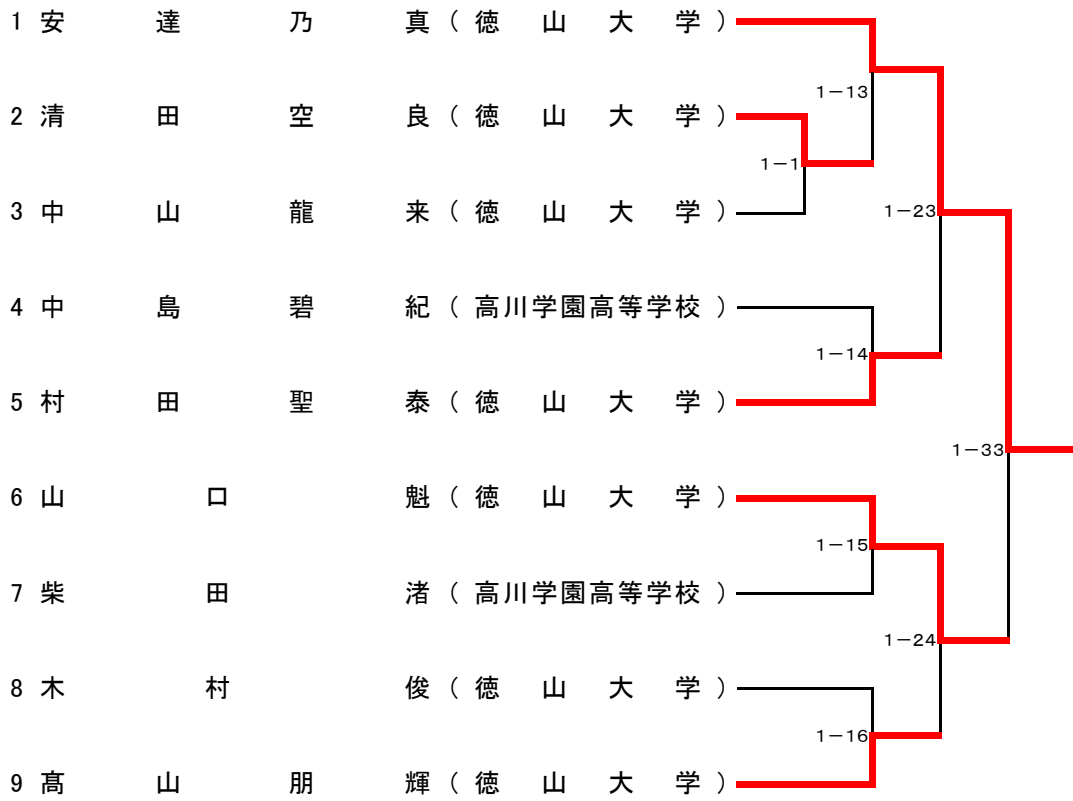 1 安達乃真(徳山大学)
1-13
2 清田空良(徳山大学)
1-1
3 中山龍来(徳山大学)
1-23
4 中島碧紀(高川学園高等学校)
1-14
5 村田聖泰(徳山大学)
1-33
6 山口魁(徳山大学)
1-15
7 柴田渚(高川学園高等学校)
1-24
8 木村俊(徳山大学)
1-16
9 髙山朋輝(徳山大学)